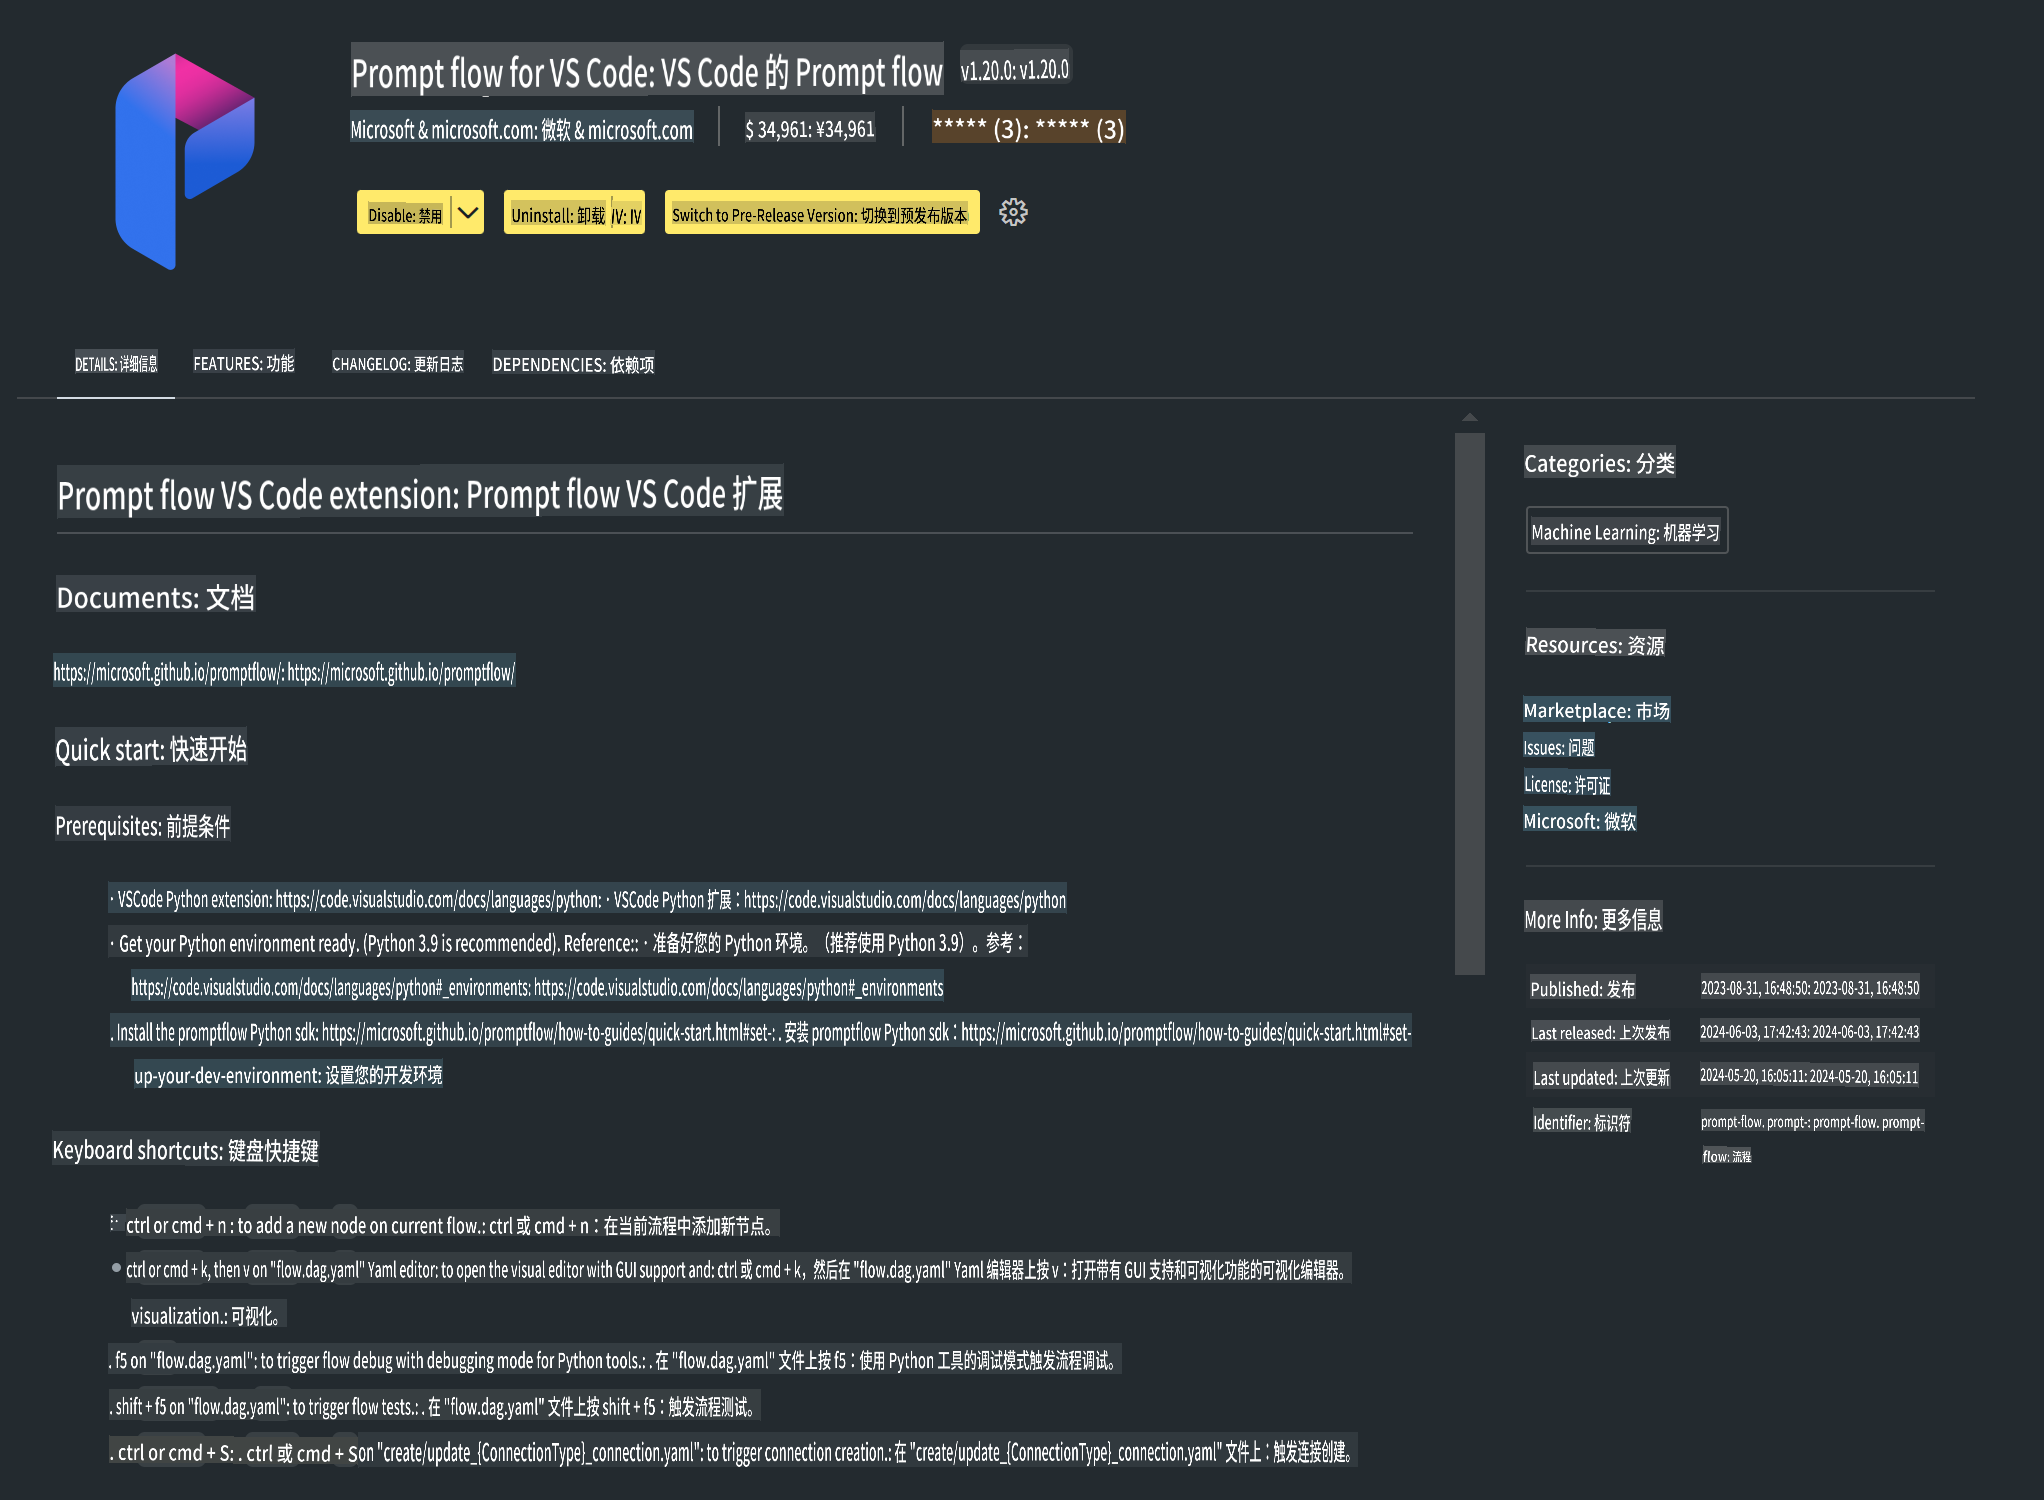 Prompt flow for VS Code: VS Code 的 Prompt flow
v1.20.0: v1.20.0
Microsoft & microsoft.com: 微软 & microsoft.com
$ 34,961: ¥34,961
***** (3): ***** (3)
Disable: 禁用
Uninstall: 卸载
IV: IV
Switch to Pre-Release Version: 切换到预发布版本
DETAILS: 详细信息
FEATURES: 功能
CHANGELOG: 更新日志
DEPENDENCIES: 依赖项
Prompt flow VS Code extension: Prompt flow VS Code 扩展
Documents: 文档
https://microsoft.github.io/promptflow/: https://microsoft.github.io/promptflow/
Quick start: 快速开始
Prerequisites: 前提条件
· VSCode Python extension: https://code.visualstudio.com/docs/languages/python: · VSCode Python 扩展：https://code.visualstudio.com/docs/languages/python
· Get your Python environment ready. (Python 3.9 is recommended). Reference:: · 准备好您的 Python 环境。（推荐使用 Python 3.9）。参考：
https://code.visualstudio.com/docs/languages/python#_environments: https://code.visualstudio.com/docs/languages/python#_environments
. Install the promptflow Python sdk: https://microsoft.github.io/promptflow/how-to-guides/quick-start.html#set-: . 安装 promptflow Python sdk：https://microsoft.github.io/promptflow/how-to-guides/quick-start.html#set-
up-your-dev-environment: 设置您的开发环境
Keyboard shortcuts: 键盘快捷键
ctrl or cmd + n : to add a new node on current flow.: ctrl 或 cmd + n：在当前流程中添加新节点。
ctrl or cmd + k, then v on "flow.dag.yaml" Yaml editor: to open the visual editor with GUI support and: ctrl 或 cmd + k，然后在 "flow.dag.yaml" Yaml 编辑器上按 v：打开带有 GUI 支持和可视化功能的可视化编辑器。
visualization.: 可视化。
. f5 on "flow.dag.yaml": to trigger flow debug with debugging mode for Python tools.: . 在 "flow.dag.yaml" 文件上按 f5：使用 Python 工具的调试模式触发流程调试。
. shift + f5 on "flow.dag.yaml": to trigger flow tests.: . 在 "flow.dag.yaml" 文件上按 shift + f5：触发流程测试。
. ctrl or cmd + S: . ctrl 或 cmd + S on "create/update_{ConnectionType}_connection.yaml": to trigger connection creation.: 在 "create/update_{ConnectionType}_connection.yaml" 文件上：触发连接创建。
Categories: 分类
Machine Learning: 机器学习
Resources: 资源
Marketplace: 市场
Issues: 问题
License: 许可证
Microsoft: 微软
More Info: 更多信息
Published: 发布 2023-08-31, 16:48:50: 2023-08-31, 16:48:50
Last released: 上次发布 2024-06-03, 17:42:43: 2024-06-03, 17:42:43
Last updated: 上次更新 2024-05-20, 16:05:11: 2024-05-20, 16:05:11
Identifier: 标识符 prompt-flow. prompt-: prompt-flow. prompt-
flow: 流程